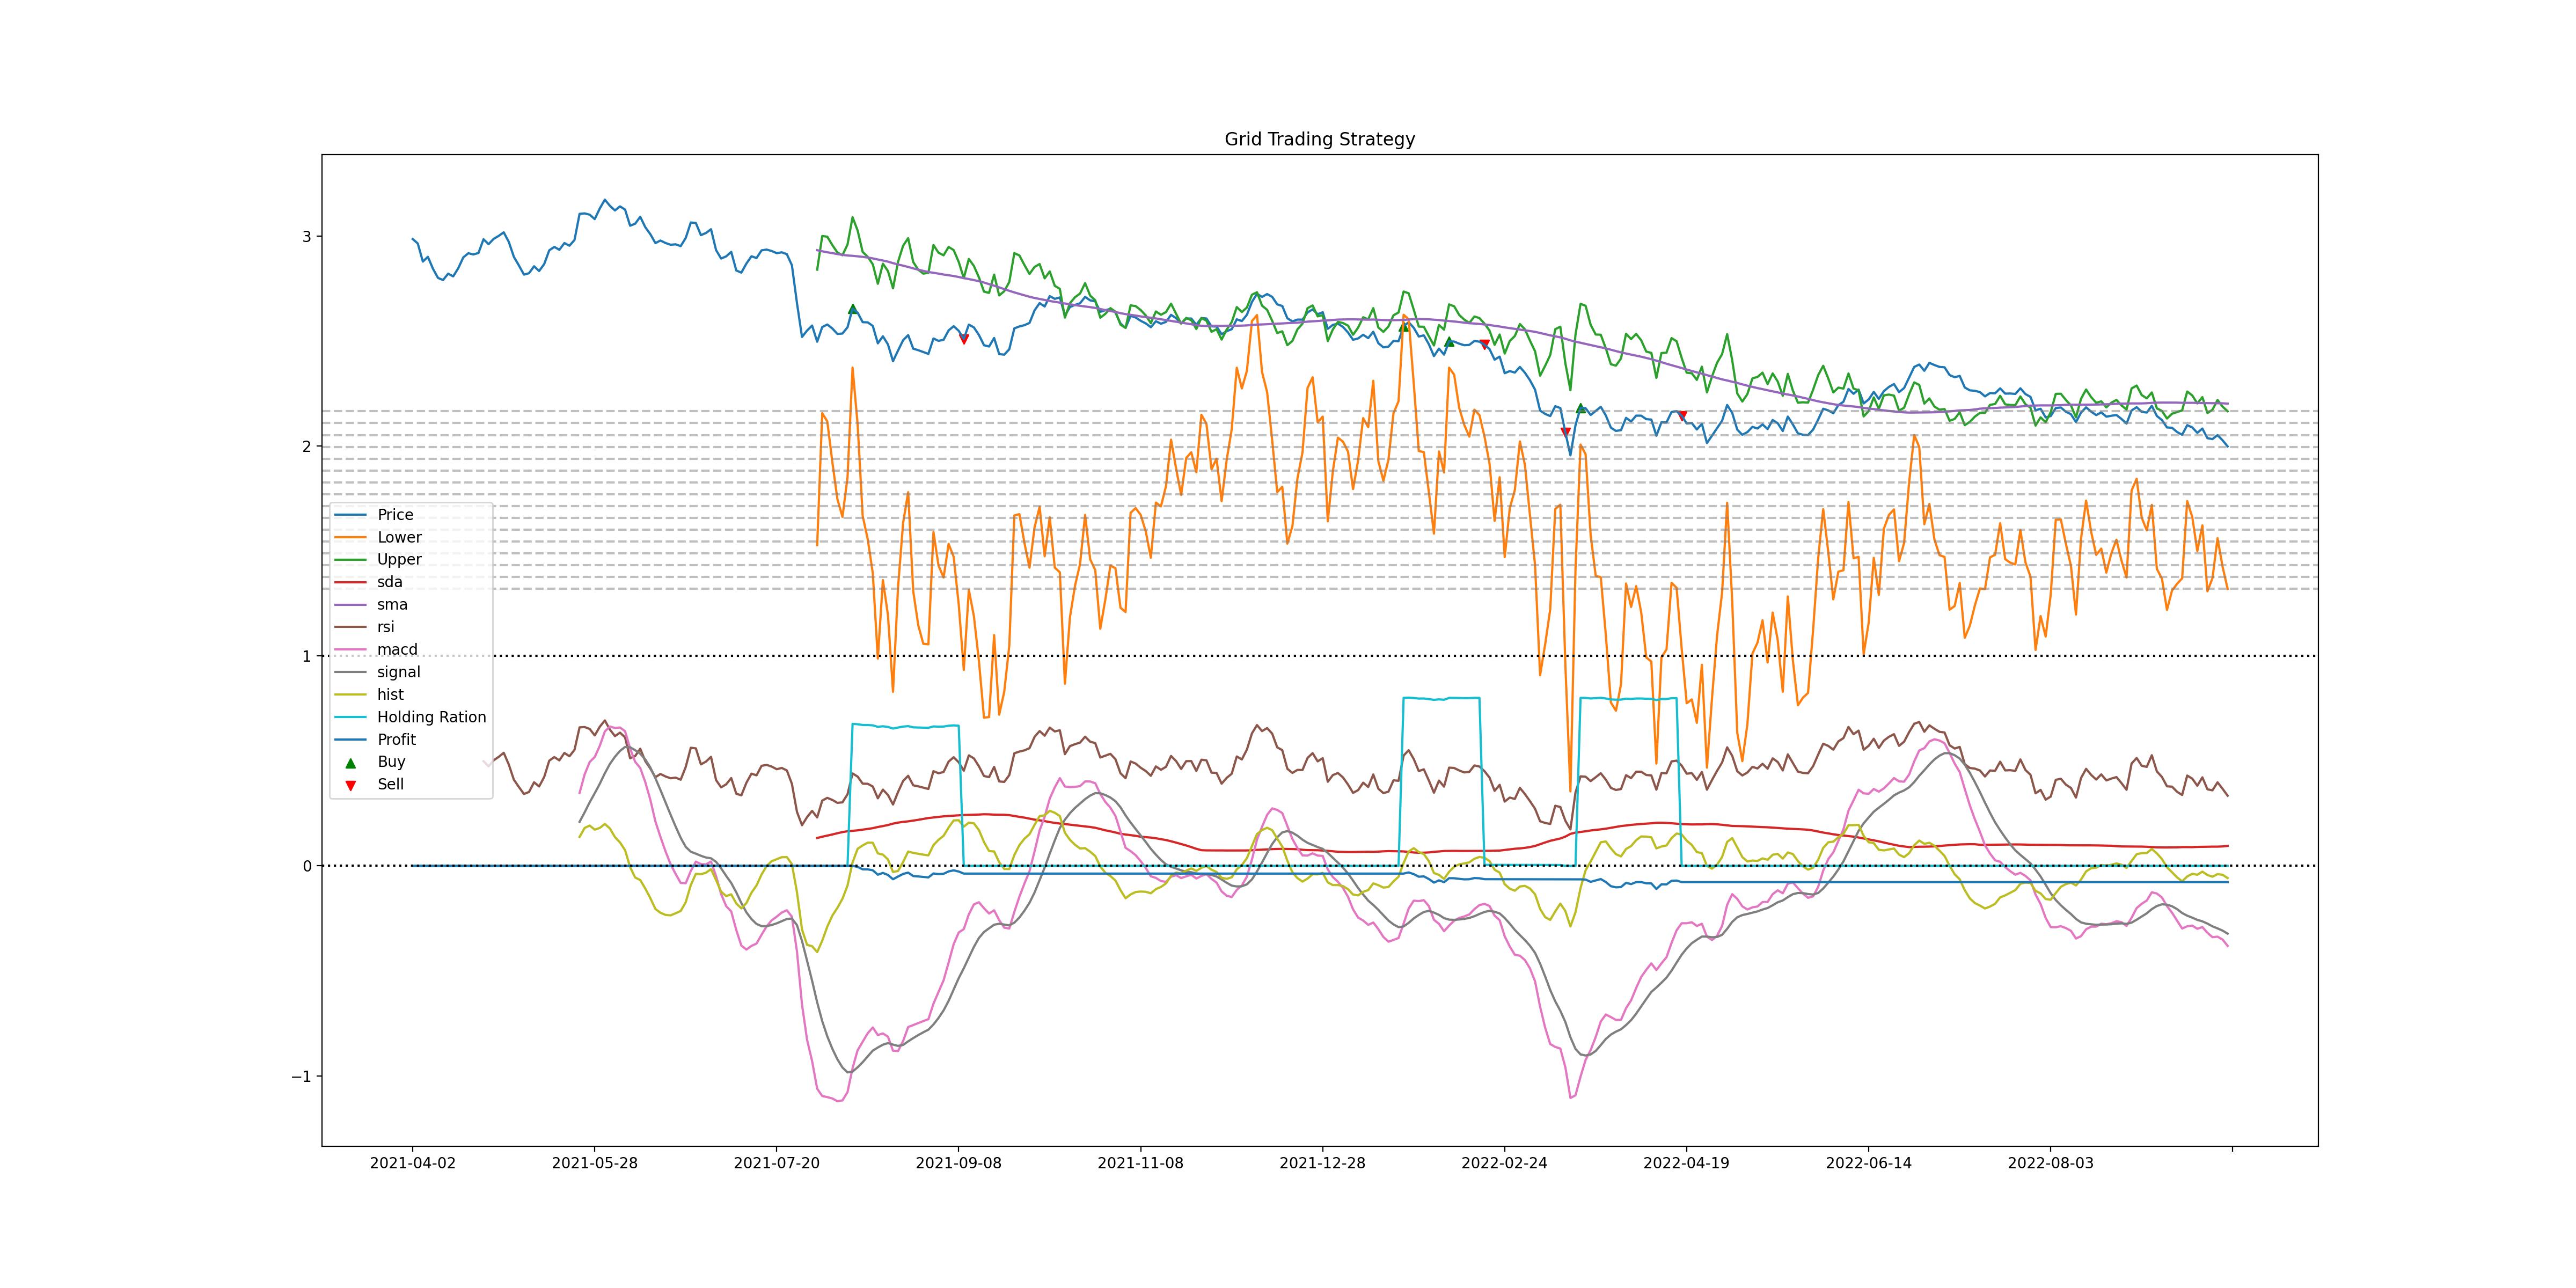 Grid Trading Strategy
3
2
1
0
−1
Price
Lower
Upper
sda
sma
rsi
macd
signal
hist
Holding Ration
Profit
Buy
Sell
2021-04-02 2021-05-28 2021-07-20 2021-09-08 2021-11-08 2021-12-28 2022-02-24 2022-04-19 2022-06-14 2022-08-03